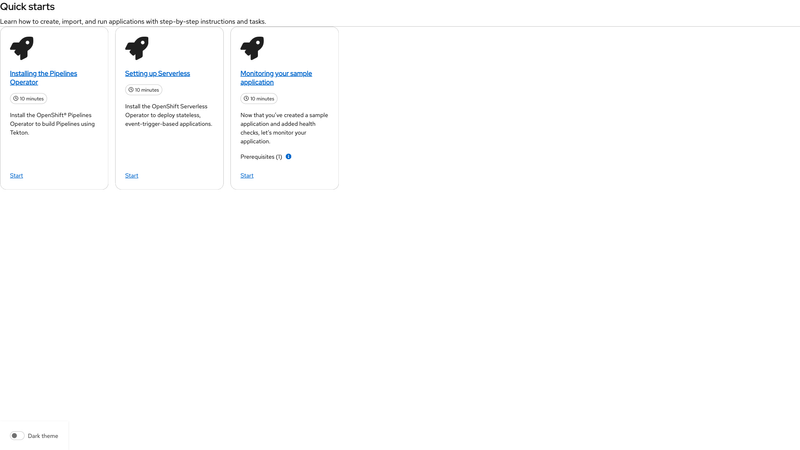 Quick starts
Learn how to create, import, and run applications with step-by-step instructions and tasks.
Installing the Pipelines
Operator
10 minutes
Install the OpenShift® Pipelines
Operator to build Pipelines using
Tekton.
Start
Setting up Serverless
10 minutes
Install the OpenShift Serverless
Operator to deploy stateless,
event-trigger-based applications.
Start
Monitoring your sample
application
10 minutes
Now that you've created a sample
application and added health
checks, let's monitor your
application.
Prerequisites (1)
Start
Dark theme